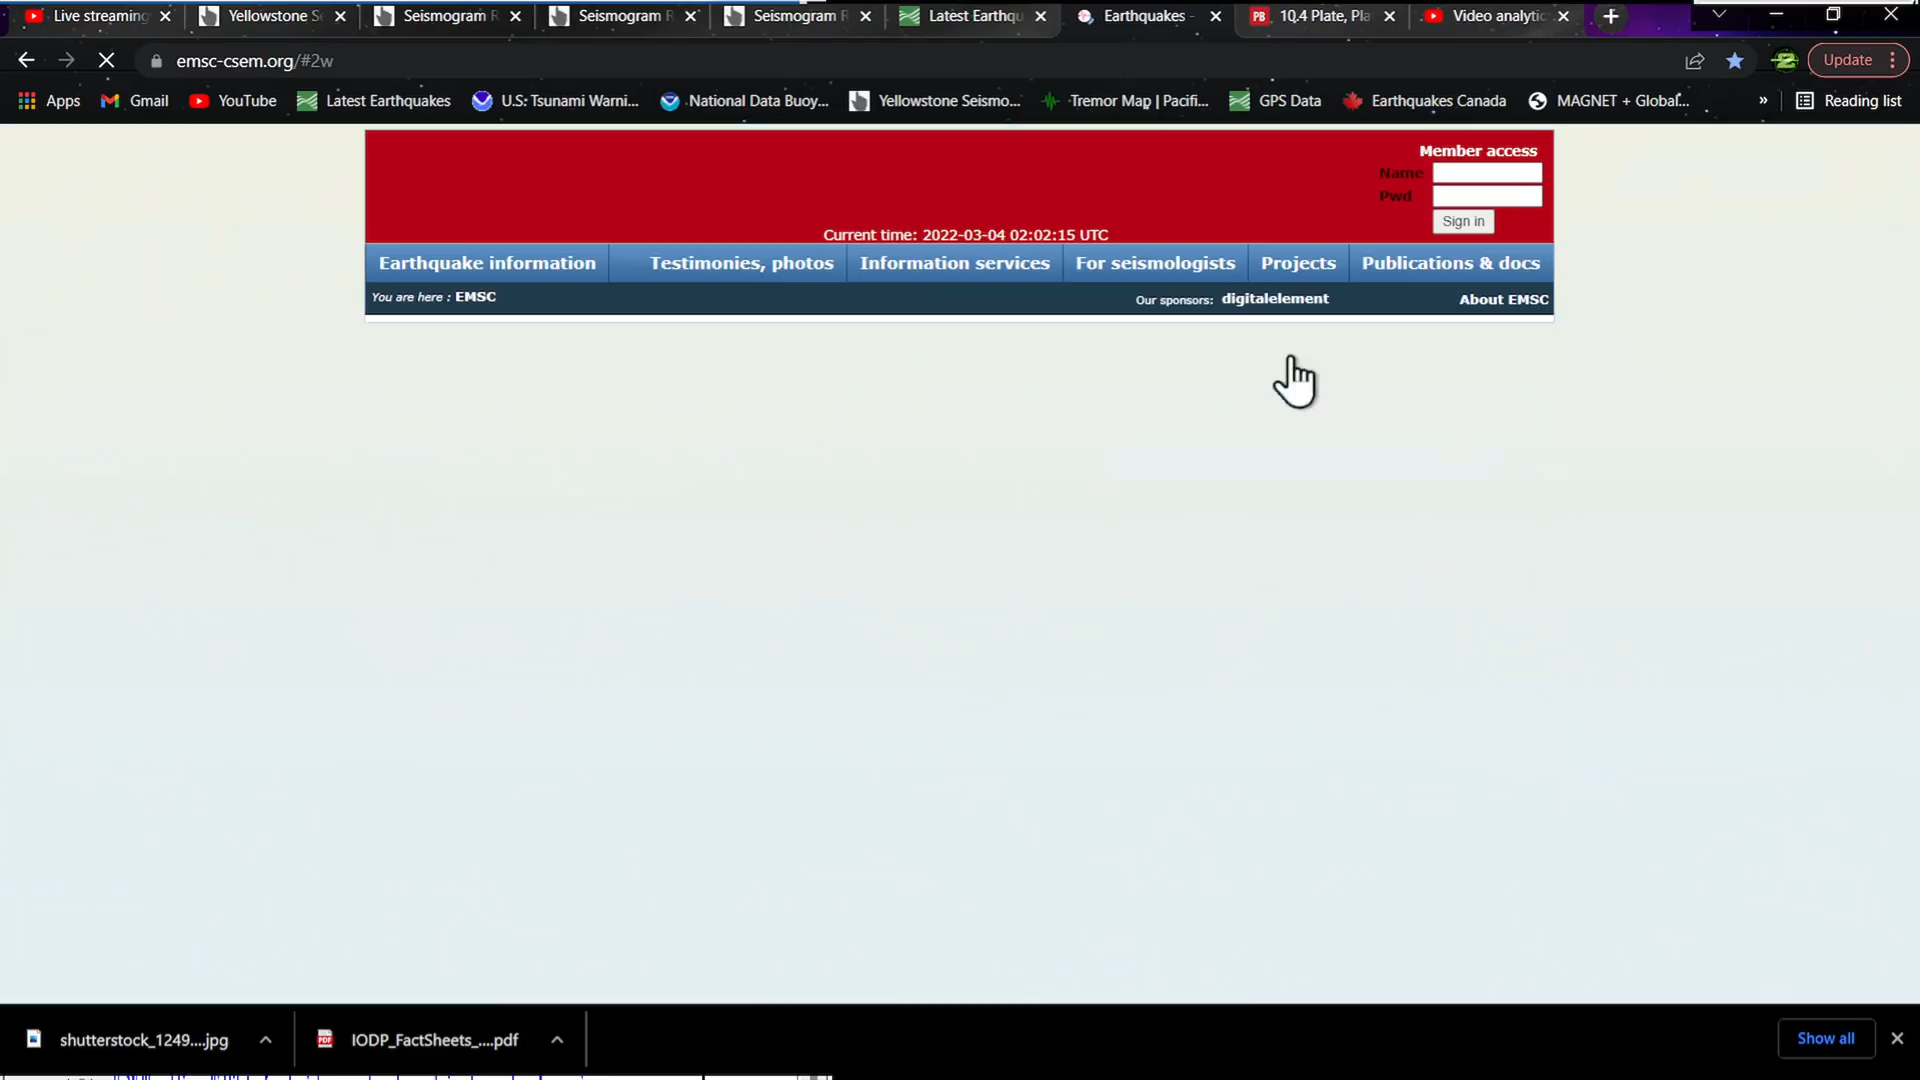 Live streaming
Yellowstone Se
Seismogram R
Seismogram R
Seismogram R
Latest Earthqu
Earthquakes -
PB 10.4 Plate, Pla
Video analytic
emsc-csem.org/#2w
Update
Apps
Gmail
YouTube
Latest Earthquakes
U.S. Tsunami Warni...
National Data Buoy...
Yellowstone Seismo...
Tremor Map | Pacifi...
GPS Data
Earthquakes Canada
MAGNET + Global...
»
Reading list
Member access
Name
Pwd
Sign in
Current time: 2022-03-04 02:02:15 UTC
Earthquake information
Testimonies, photos
Information services
For seismologists
Projects
Publications & docs
You are here : EMSC
Our sponsors: digitalelement
About EMSC
shutterstock_1249....jpg
PDF IODP_FactSheets_....pdf
Show all